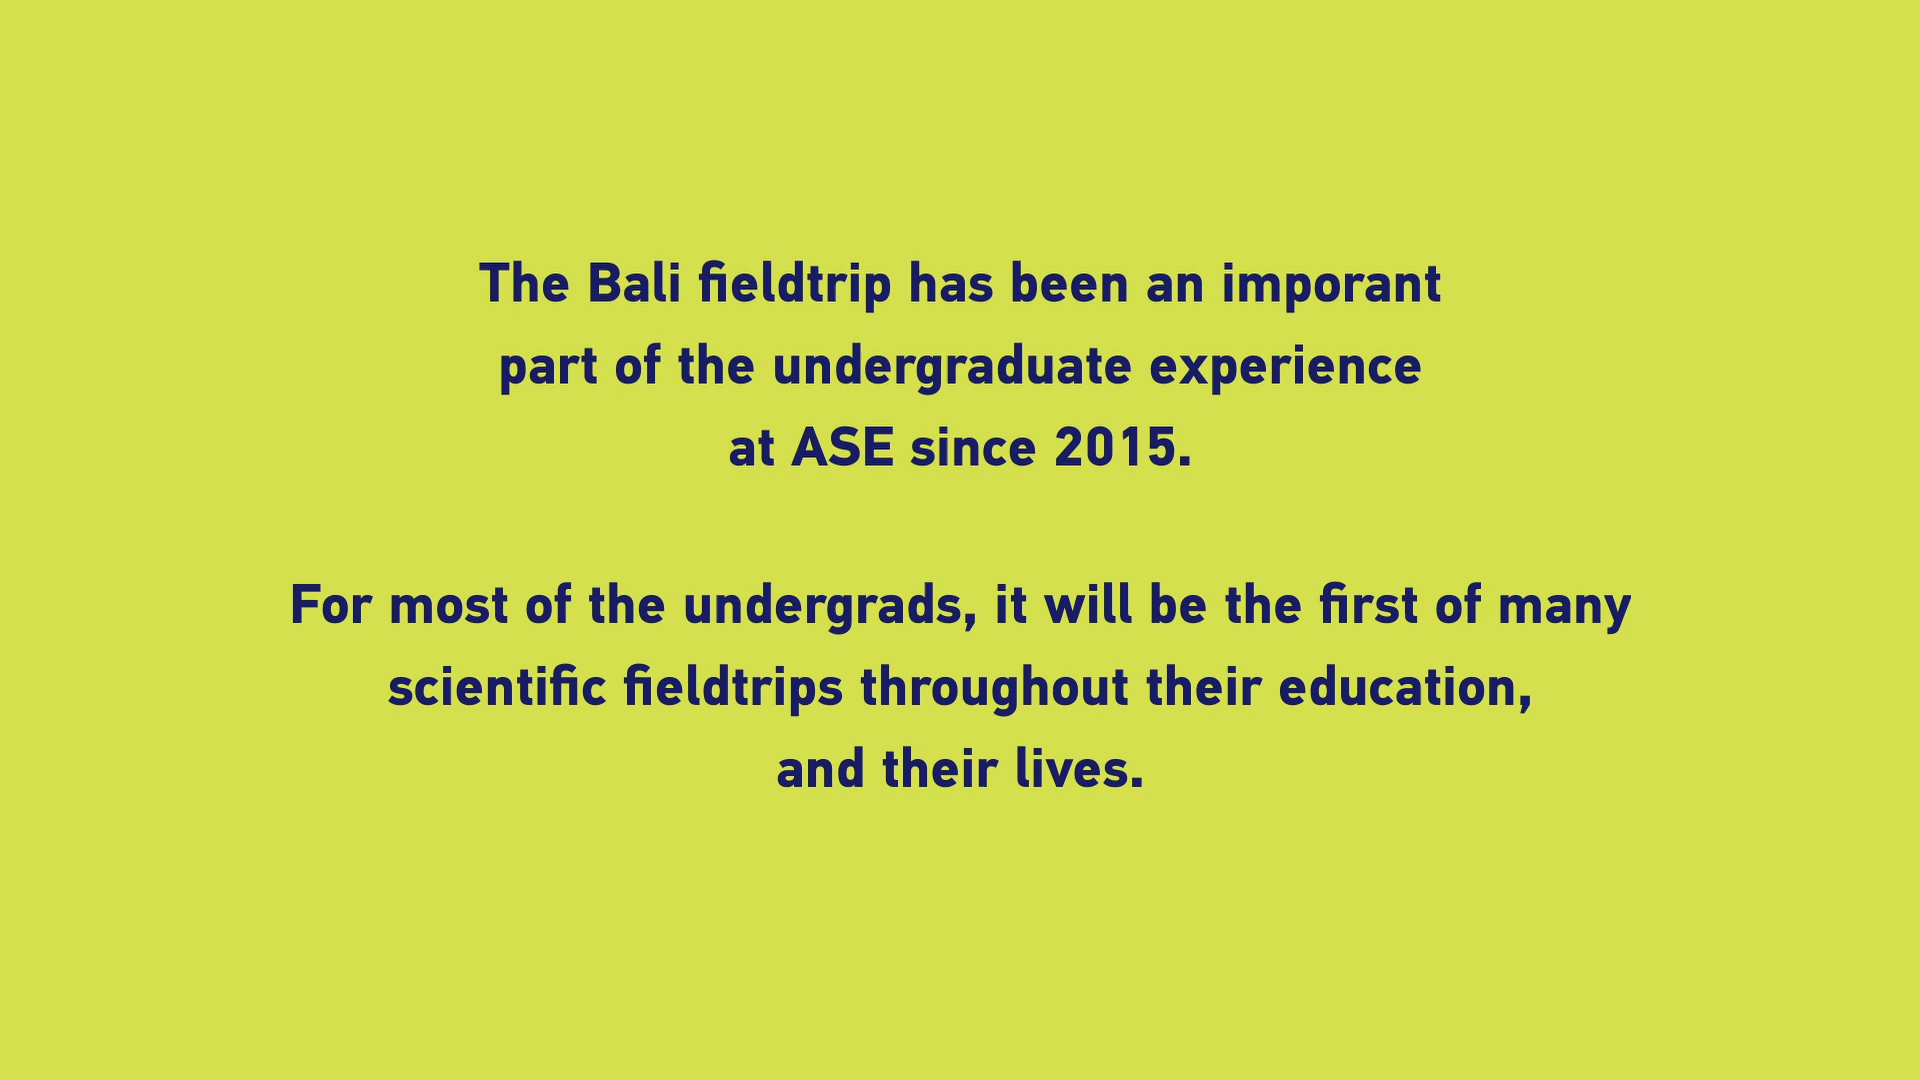 The Bali fieldtrip has been an imporant
part of the undergraduate experience
at ASE since 2015.
For most of the undergrads, it will be the first of many
scientific fieldtrips throughout their education,
and their lives.